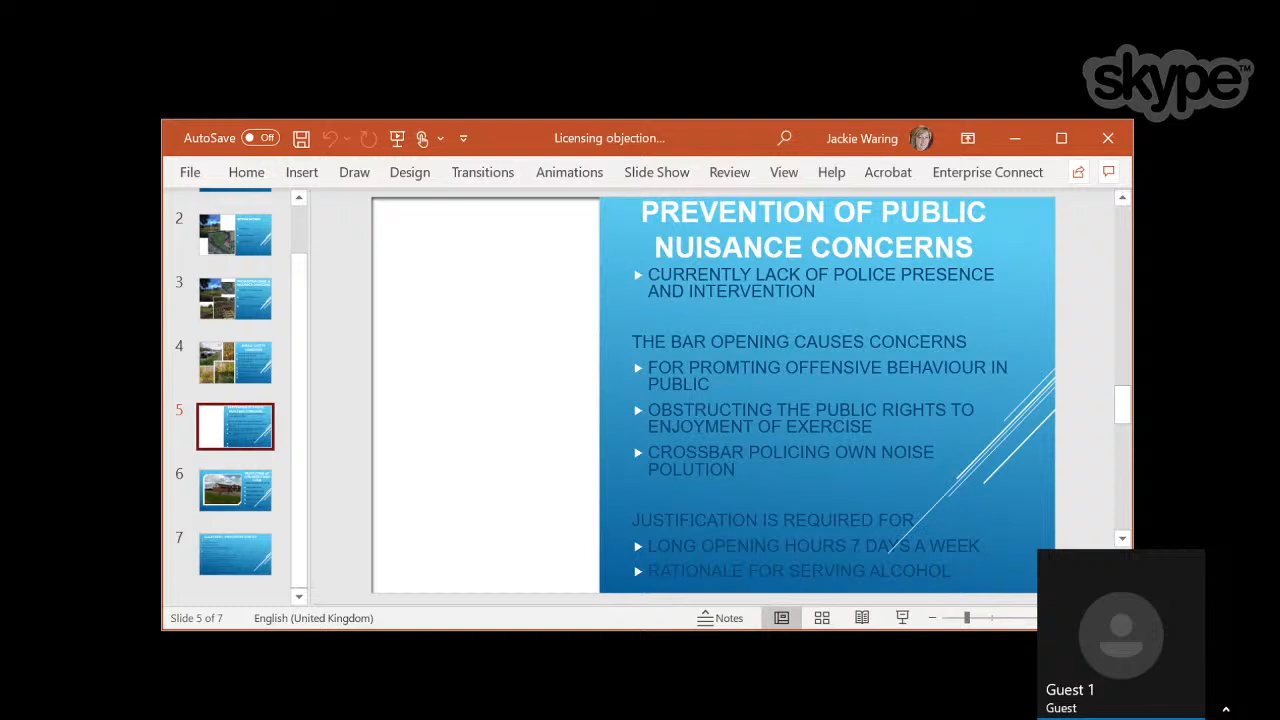 skype™
AutoSave Off Licensing objection... Jackie Waring
File Home Insert Draw Design Transitions Animations Slide Show Review View Help Acrobat Enterprise Connect
2
3
4
5
6
7
PREVENTION OF PUBLIC
NUISANCE CONCERNS
CURRENTLY LACK OF POLICE PRESENCE
AND INTERVENTION
THE BAR OPENING CAUSES CONCERNS
FOR PROMTING OFFENSIVE BEHAVIOUR IN
PUBLIC
OBSTRUCTING THE PUBLIC RIGHTS TO
ENJOYMENT OF EXERCISE
CROSSBAR POLICING OWN NOISE
POLUTION
JUSTIFICATION IS REQUIRED FOR
LONG OPENING HOURS 7 DAYS A WEEK
RATIONALE FOR SERVING ALCOHOL
Slide 5 of 7 English (United Kingdom) Notes
Guest 1
Guest